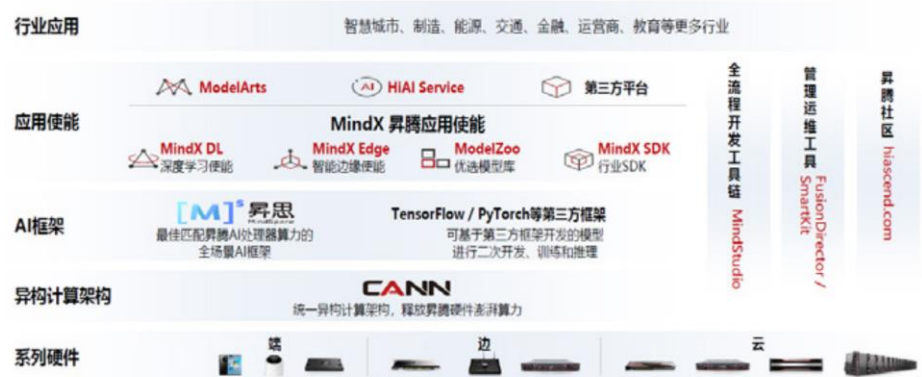 行业应用
智慧城市、制造、能源、交通、金融、运营商、教育等更多行业
应用使能
ModelArts
HiAI Service
第三方平台
MindX 昇腾应用使能
MindX DL
深度学习使能
MindX Edge
智能边缘使能
ModelZoo
优选模型库
MindX SDK
行业SDK
AI框架
[M]s 昇思
MindSpore
最佳匹配昇腾AI处理器算力的
全场景AI框架
TensorFlow / PyTorch等第三方框架
可基于第三方框架开发的模型
进行二次开发、训练和推理
异构计算架构
CANN
统一异构计算架构，释放昇腾硬件澎湃算力
系列硬件
端
边
云
全流程开发工具链 MindStudio
管理运维工具 FusionDirector /
SmartKit
昇腾社区 hiascend.com